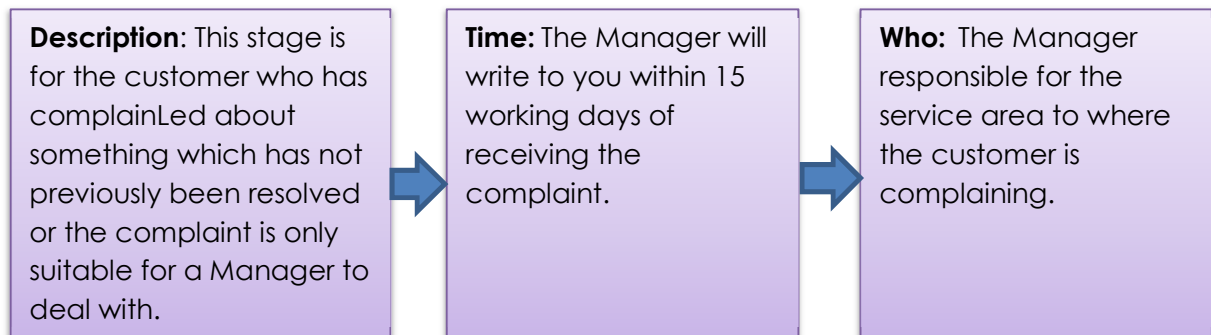 Description: This stage is
for the customer who has
complainLed about
something which has not
previously been resolved
or the complaint is only
suitable for a Manager to
deal with.
Time: The Manager will
write to you within 15
working days of
receiving the
complaint.
Who: The Manager
responsible for the
service area to where
the customer is
complaining.